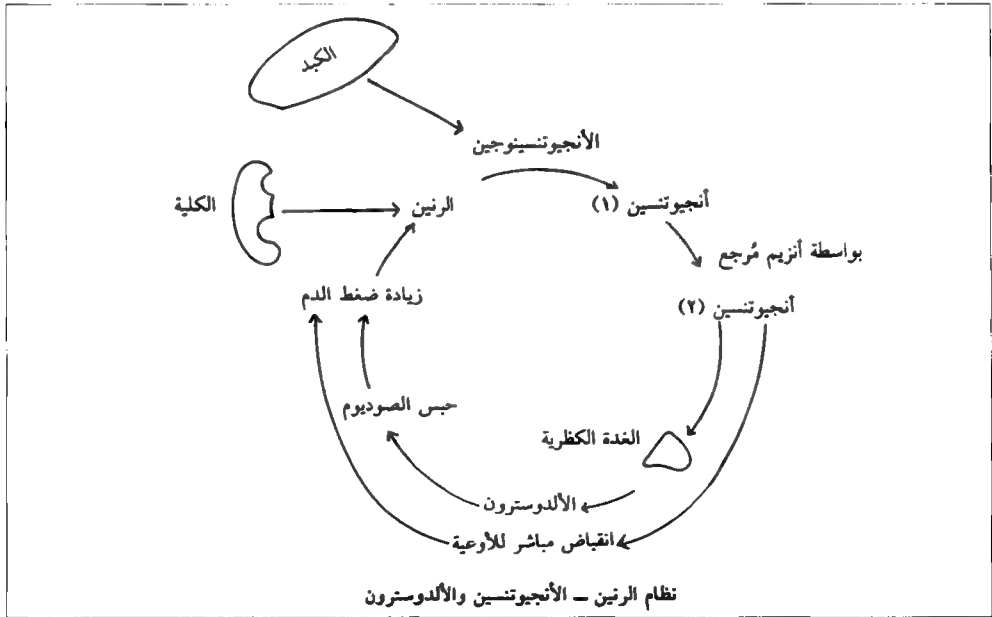 الكبد
الأنجيوتنسينوجين
الكلية
الرنين
أنجيوتنسين (١)
بواسطة أنزيم مُرجع
أنجيوتنسين (٢)
زيادة ضغط الدم
حبس الصوديوم
الغدة الكظرية
الألدوسترون
انقباض مباشر للأوعية
نظام الرنين – الأنجيوتنسين والألدوسترون